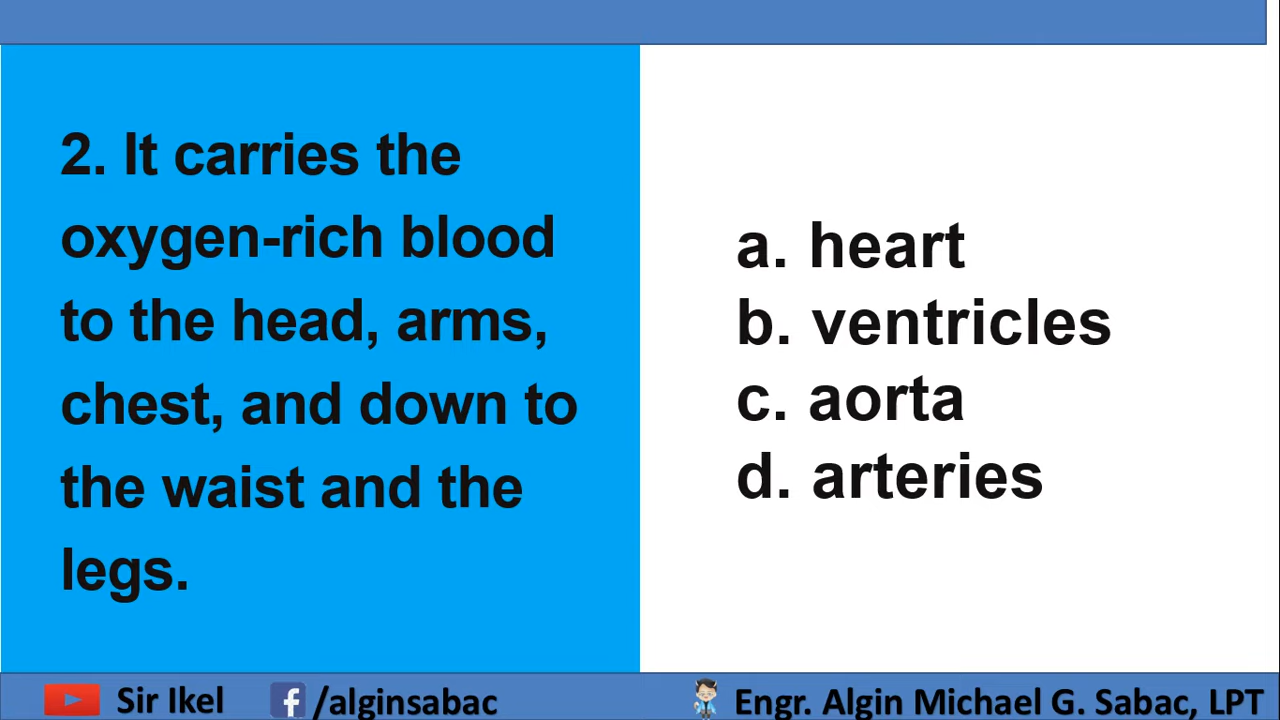 2. It carries the
oxygen-rich blood
to the head, arms,
chest, and down to
the waist and the
legs.
a. heart
b. ventricles
c. aorta
d. arteries
Sir Ikel
/alginsabac
Engr. Algin Michael G. Sabac, LPT